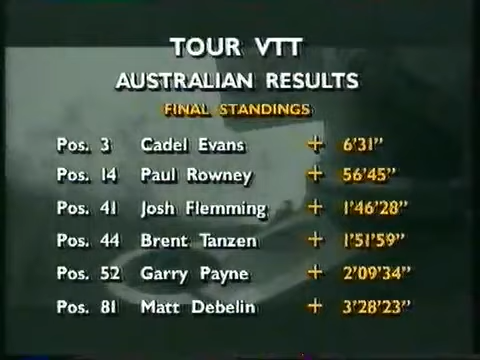 TOUR VTT
AUSTRALIAN RESULTS
FINAL STANDINGS
Pos. 3 Cadel Evans + 6'31"
Pos. 14 Paul Rowney + 56'45"
Pos. 41 Josh Flemming + 1'46'28"
Pos. 44 Brent Tanzen + 1'51'59"
Pos. 52 Garry Payne + 2'09'34"
Pos. 81 Matt Debelin + 3'28'23"